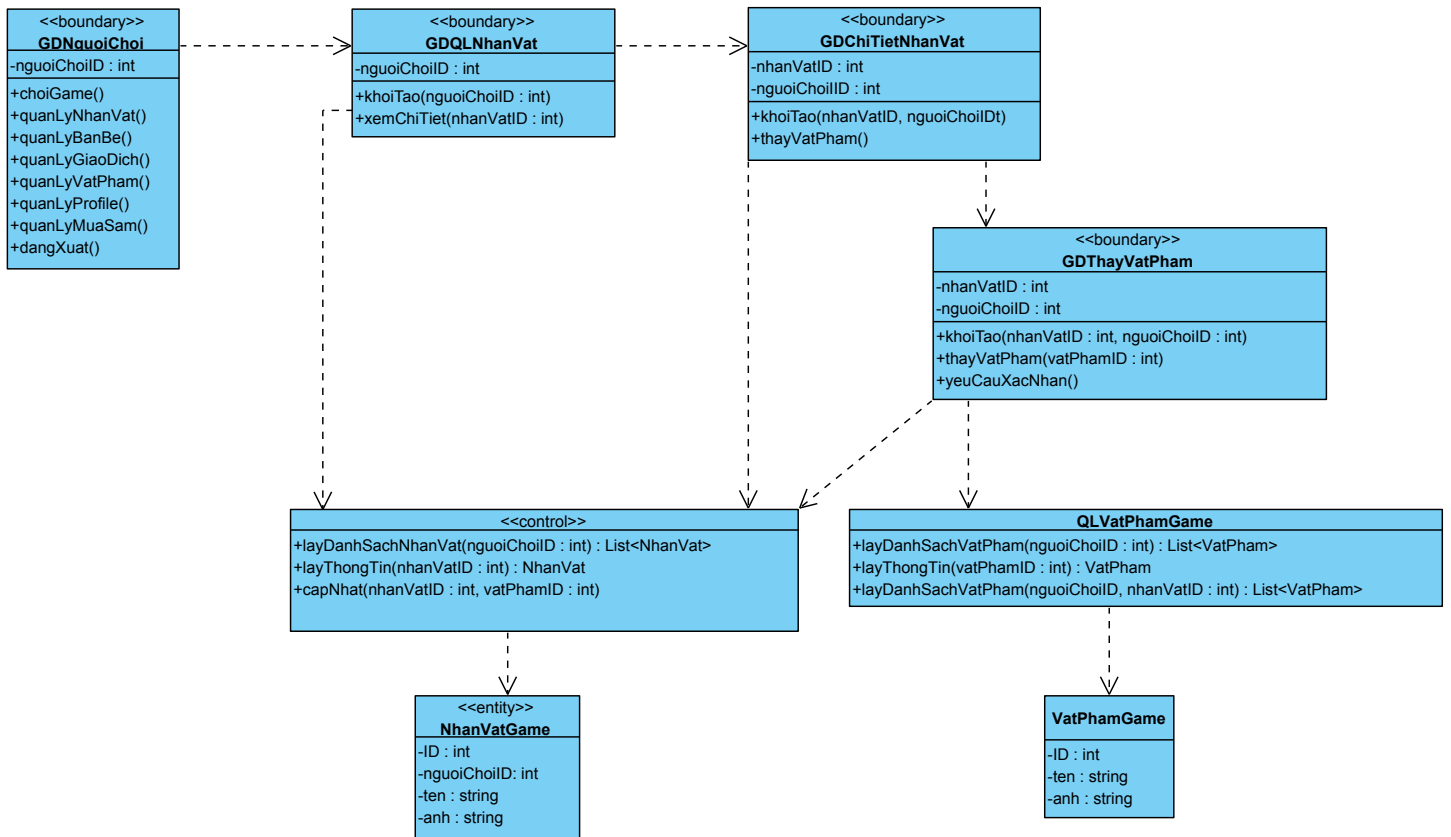 <<boundary>>
GDNguoiChoi
-nguoiChoiID : int
+choiGame()
+quanLyNhanVat()
+quanLyBanBe()
+quanLyGiaoDich()
+quanLyVatPham()
+quanLyProfile()
+quanLyMuaSam()
+dangXuat()
<<boundary>>
GDQLNhanVat
-nguoiChoiID : int
+khoiTao(nguoiChoiID : int)
+xemChiTiet(nhanVatID : int)
<<boundary>>
GDChiTietNhanVat
-nhanVatID : int
-nguoiChoiIID : int
+khoiTao(nhanVatID, nguoiChoiIDt)
+thayVatPham()
<<boundary>>
GDThayVatPham
-nhanVatID : int
-nguoiChoiID : int
+khoiTao(nhanVatID : int, nguoiChoiID : int)
+thayVatPham(vatPhamID : int)
+yeuCauXacNhan()
<<control>>
+layDanhSachNhanVat(nguoiChoiID : int) : List<NhanVat>
+layThongTin(nhanVatID : int) : NhanVat
+capNhat(nhanVatID : int, vatPhamID : int)
QLVatPhamGame
+layDanhSachVatPham(nguoiChoiID : int) : List<VatPham>
+layThongTin(vatPhamID : int) : VatPham
+layDanhSachVatPham(nguoiChoiID, nhanVatID : int) : List<VatPham>
<<entity>>
NhanVatGame
-ID : int
-nguoiChoiID: int
-ten : string
-anh : string
VatPhamGame
-ID : int
-ten : string
-anh : string